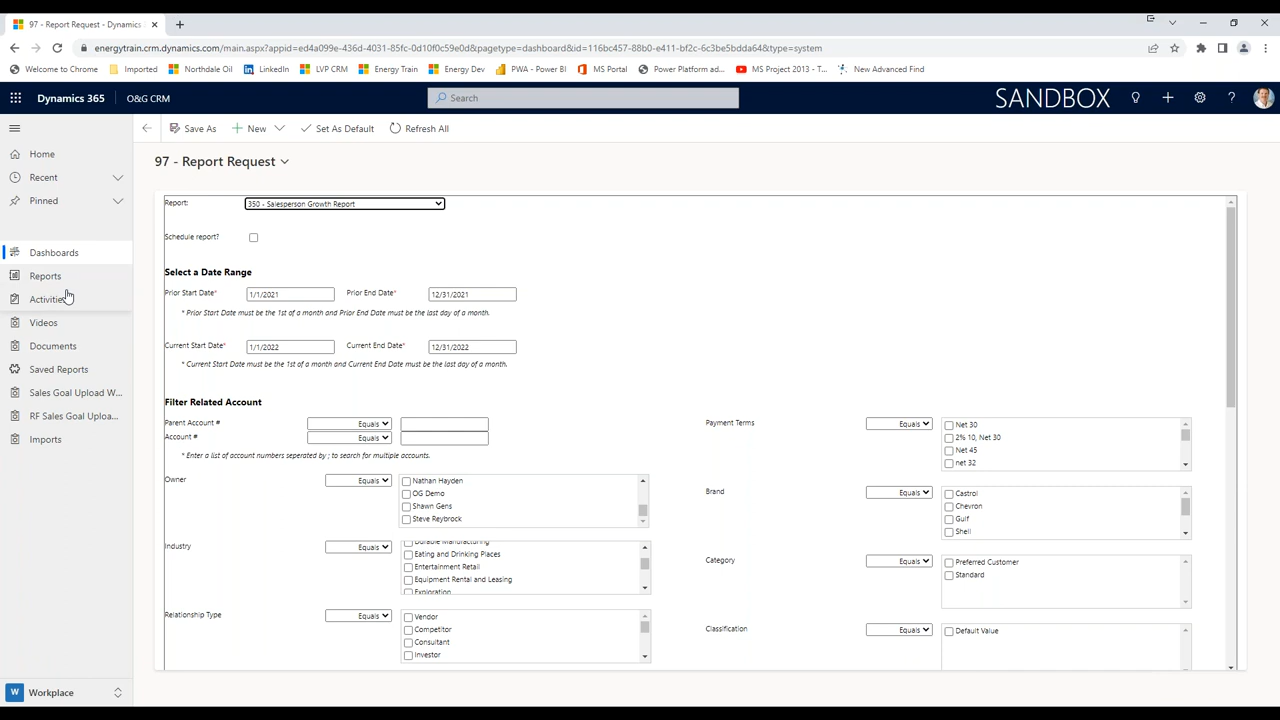 97 - Report Request - Dynamics
energytrain.crm.dynamics.com/main.aspx?appid=ed4a099e-436d-4031-85fc-0d10f0c59e0d&pagetype=dashboard&id=116bc457-88b0-e411-bf2c-6c3be5bdda64&type=system
Welcome to Chrome Imported Northdale Oil LinkedIn LVP CRM Energy Train Energy Dev PWA - Power BI MS Portal Power Platform ad... MS Project 2013 - T... New Advanced Find
Dynamics 365 O&G CRM Search SANDBOX
Save As New Set As Default Refresh All
Home
Recent
Pinned
Dashboards
Reports
Activitie
Videos
Documents
Saved Reports
Sales Goal Upload W...
RF Sales Goal Uploa...
Imports
W Workplace
97 - Report Request
Report: 350 - Salesperson Growth Report
Schedule report?
Select a Date Range
Prior Start Date* 1/1/2021 Prior End Date* 12/31/2021
* Prior Start Date must be the 1st of a month and Prior End Date must be the last day of a month.
Current Start Date* 1/1/2022 Current End Date* 12/31/2022
* Current Start Date must be the 1st of a month and Current End Date must be the last day of a month.
Filter Related Account
Parent Account # Equals
Account # Equals
* Enter a list of account numbers seperated by ; to search for multiple accounts.
Owner Equals
Nathan Hayden
OG Demo
Shawn Gens
Steve Reybrock
Industry Equals
Durable Manufacturing
Eating and Drinking Places
Entertainment Retail
Equipment Rental and Leasing
Exploration
Relationship Type Equals
Vendor
Competitor
Consultant
Investor
Payment Terms Equals
Net 30
2% 10, Net 30
Net 45
net 32
Brand Equals
Castrol
Chevron
Gulf
Shell
Category Equals
Preferred Customer
Standard
Classification Equals
Default Value